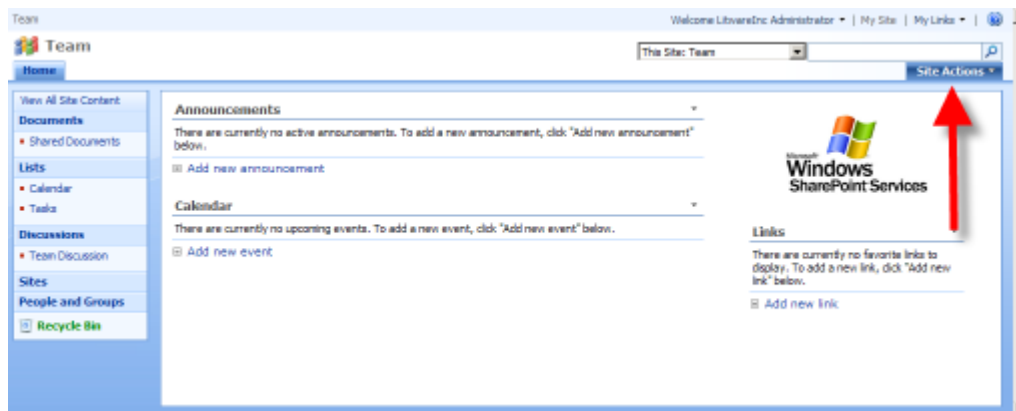 Team
Welcome LitwareInc Administrator | My Site | My Links |
Team
This Site: Team
Home
Site Actions
View All Site Content
Documents
Shared Documents
Lists
Calendar
Tasks
Discussions
Team Discussion
Sites
People and Groups
Recycle Bin
Announcements
There are currently no active announcements. To add a new announcement, click "Add new announcement"
below.
Add new announcement
Calendar
There are currently no upcoming events. To add a new event, click "Add new event" below.
Add new event
Microsoft
Windows
SharePoint Services
Links
There are currently no favorite links to
display. To add a new link, click "Add new
link" below.
Add new link